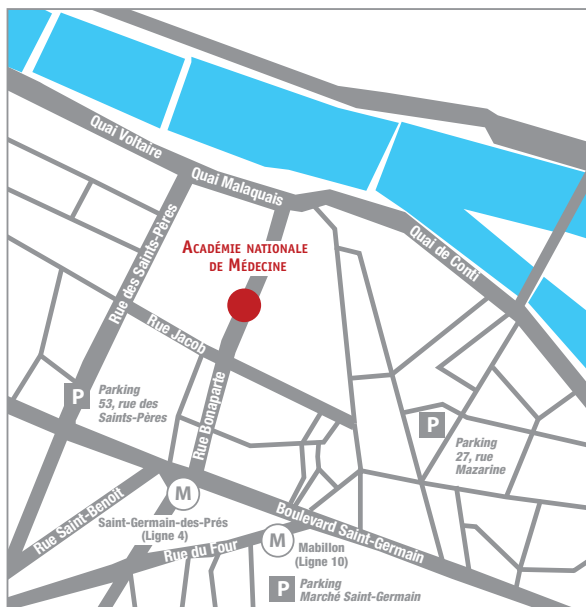 Quai Voltaire
Quai Malaquais
Quai de Conti
Rue des Saints-Pères
ACADÉMIE NATIONALE
DE MÉDECINE
Rue Jacob
Rue Bonaparte
P
Parking
53, rue des
Saints-Pères
P
Parking
27, rue
Mazarine
M
Saint-Germain-des-Prés
(Ligne 4)
Rue Saint-Benoit
Boulevard Saint-Germain
Rue du Four
M
Mabillon
(Ligne 10)
P
Parking
Marché Saint-Germain